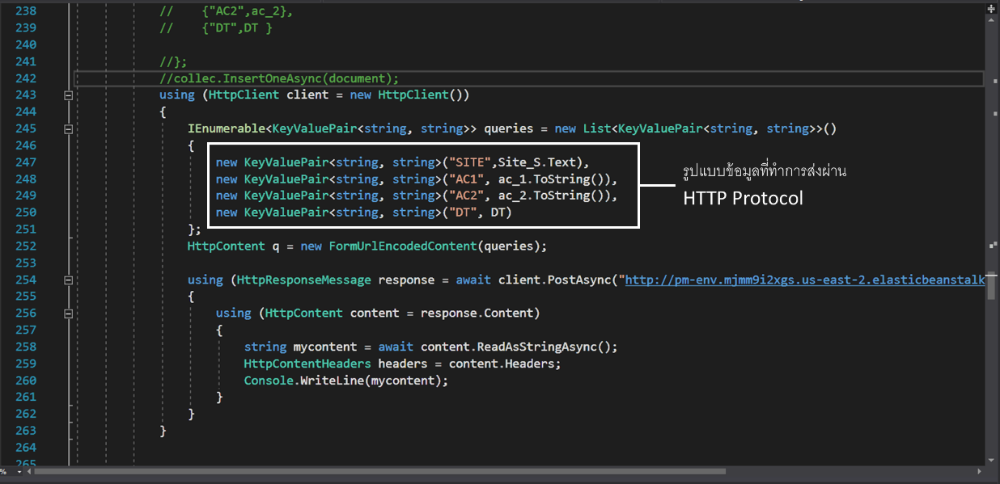 238 //    {"AC2",ac_2},
239 //    {"DT",DT }
240
241 //};
242 //collec.InsertOneAsync(document);
243 using (HttpClient client = new HttpClient())
244 {
245 IEnumerable<KeyValuePair<string, string>> queries = new List<KeyValuePair<string, string>>()
246 {
247 new KeyValuePair<string, string>("SITE",Site_S.Text),
248 new KeyValuePair<string, string>("AC1", ac_1.ToString()),
249 new KeyValuePair<string, string>("AC2", ac_2.ToString()),
250 new KeyValuePair<string, string>("DT", DT)
รูปแบบข้อมูลที่ทำการส่งผ่าน
HTTP Protocol
251 };
252 HttpContent q = new FormUrlEncodedContent(queries);
253
254 using (HttpResponseMessage response = await client.PostAsync("http://pm-env.mjmm9i2xgs.us-east-2.elasticbeanstalk
255 {
256 using (HttpContent content = response.Content)
257 {
258 string mycontent = await content.ReadAsStringAsync();
259 HttpContentHeaders headers = content.Headers;
260 Console.WriteLine(mycontent);
261 }
262 }
263 }
264
265
%